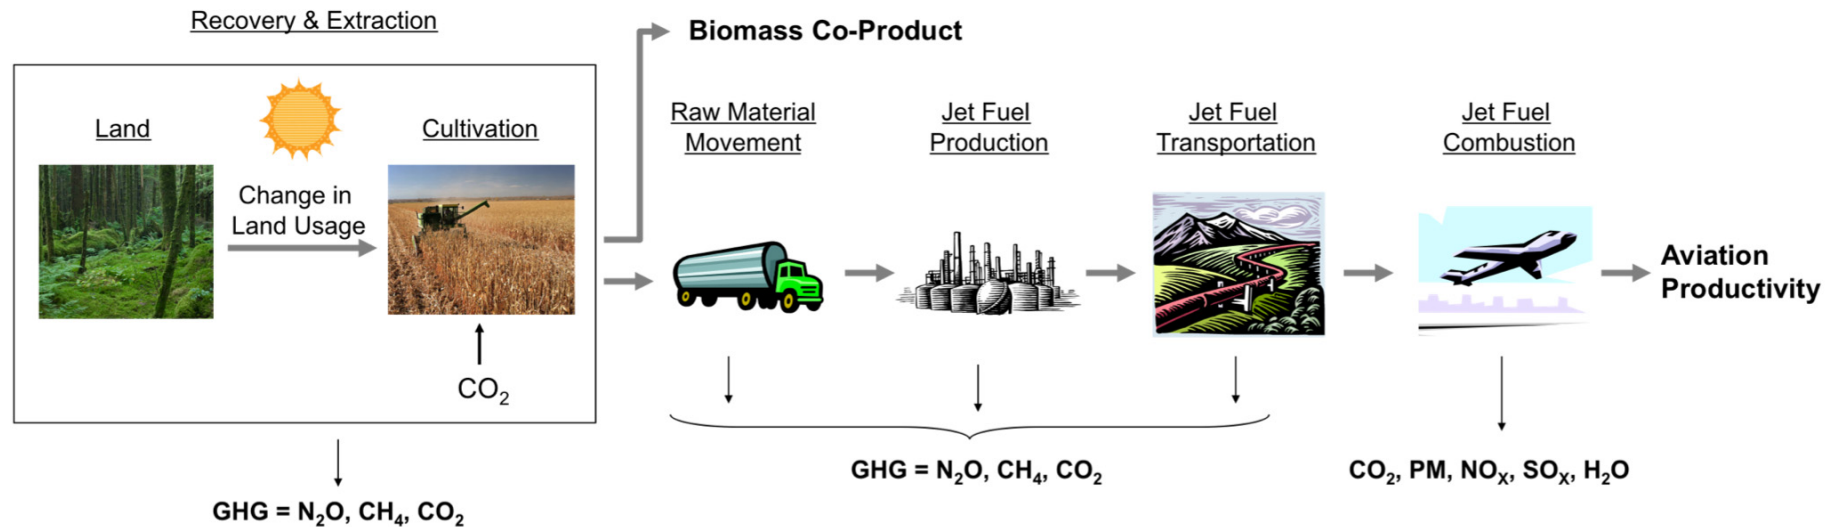 Recovery & Extraction
Biomass Co-Product
Land
Cultivation
Change in
Land Usage
CO₂
GHG = N₂O, CH₄, CO₂
Raw Material
Movement
Jet Fuel
Production
Jet Fuel
Transportation
Jet Fuel
Combustion
Aviation
Productivity
GHG = N₂O, CH₄, CO₂
CO₂, PM, NOₓ, SOₓ, H₂O